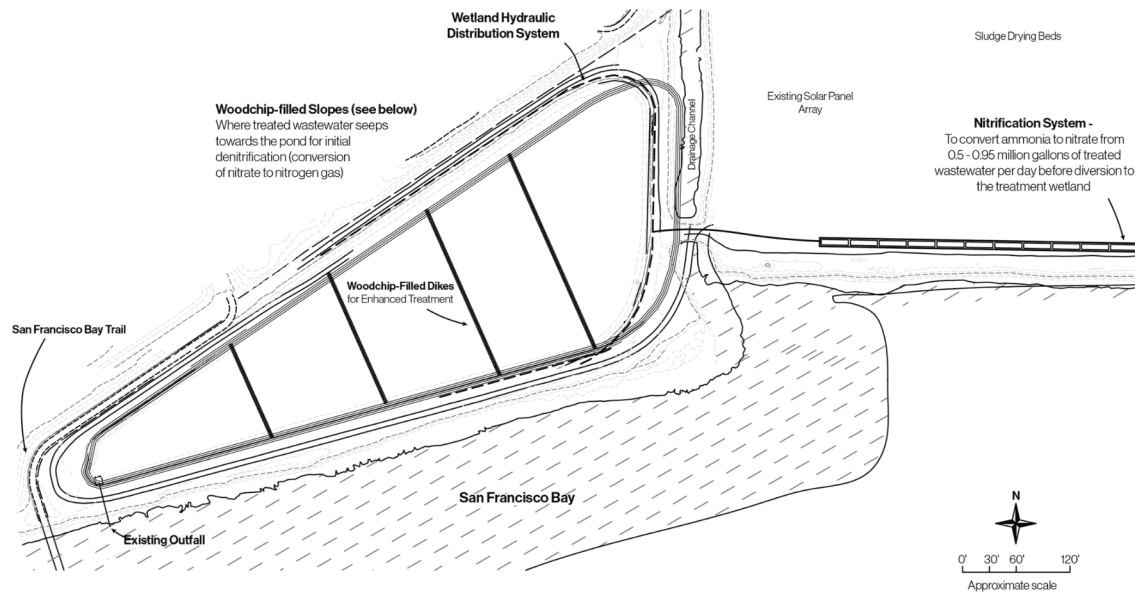 Wetland Hydraulic
Distribution System
Sludge Drying Beds
Existing Solar Panel
Array
Woodchip-filled Slopes (see below)
Where treated wastewater seeps
towards the pond for initial
denitrification (conversion
of nitrate to nitrogen gas)
Drainage Channel
Nitrification System -
To convert ammonia to nitrate from
0.5 - 0.95 million gallons of treated
wastewater per day before diversion to
the treatment wetland
Woodchip-Filled Dikes
for Enhanced Treatment
San Francisco Bay Trail
San Francisco Bay
Existing Outfall
N
0' 30' 60' 120'
Approximate scale